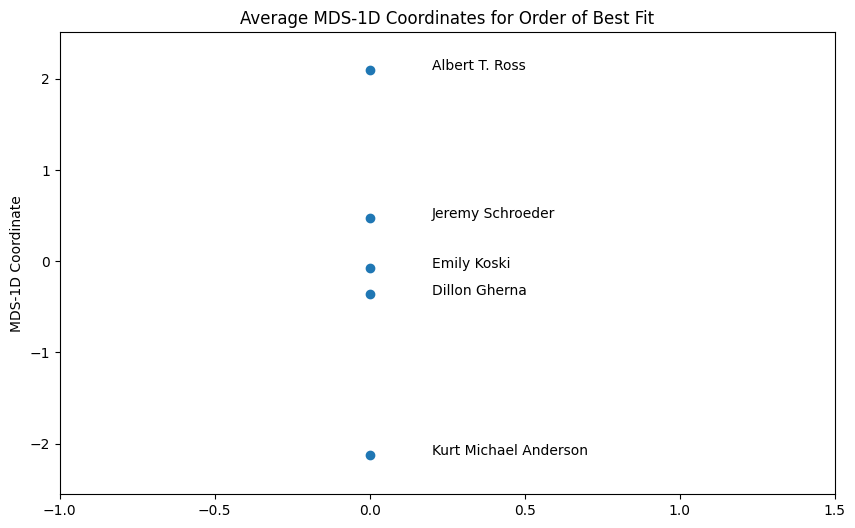 Average MDS-1D Coordinates for Order of Best Fit
MDS-1D Coordinate
2
1
0
−1
−2
Albert T. Ross
Jeremy Schroeder
Emily Koski
Dillon Gherna
Kurt Michael Anderson
−1.0 −0.5 0.0 0.5 1.0 1.5